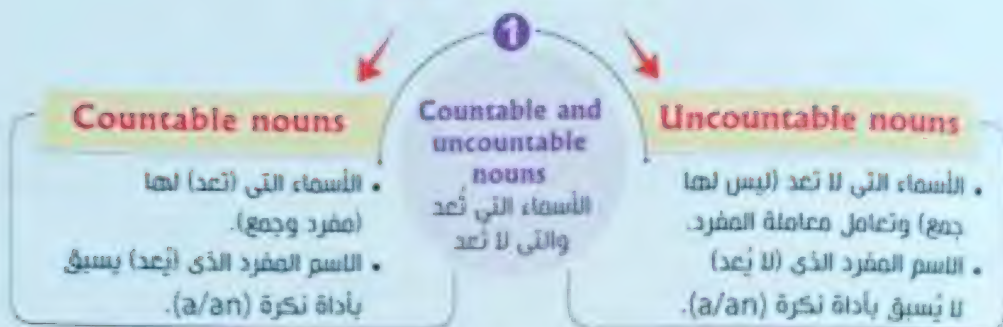 1
Countable and
uncountable
nouns
الأسماء التي تُعد
والتي لا تُعد
Countable nouns
• الأسماء التي (تعد) لها
(مفرد وجمع).
• الاسم المفرد الذى (يُعد) يسبق
بأداة نكرة (a/an).
Uncountable nouns
• الأسماء التي لا تعد (ليس لها
جمع) وتعامل معاملة المفرد.
• الاسم المفرد الذى (لا يُعد)
لا يُسبق بأداة نكرة (a/an).